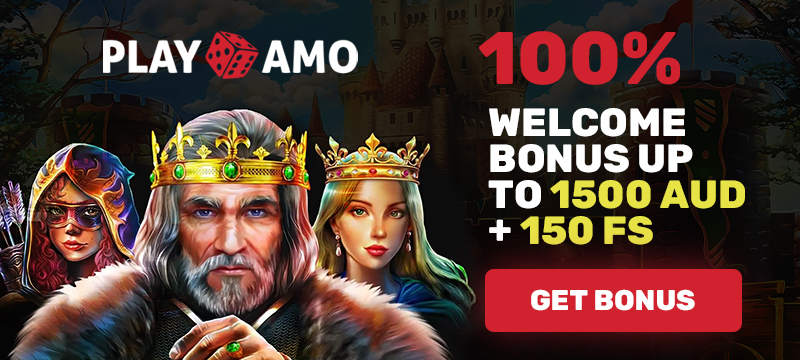 PLAY AMO
100%
WELCOME
BONUS UP
TO 1500 AUD
+ 150 FS
GET BONUS